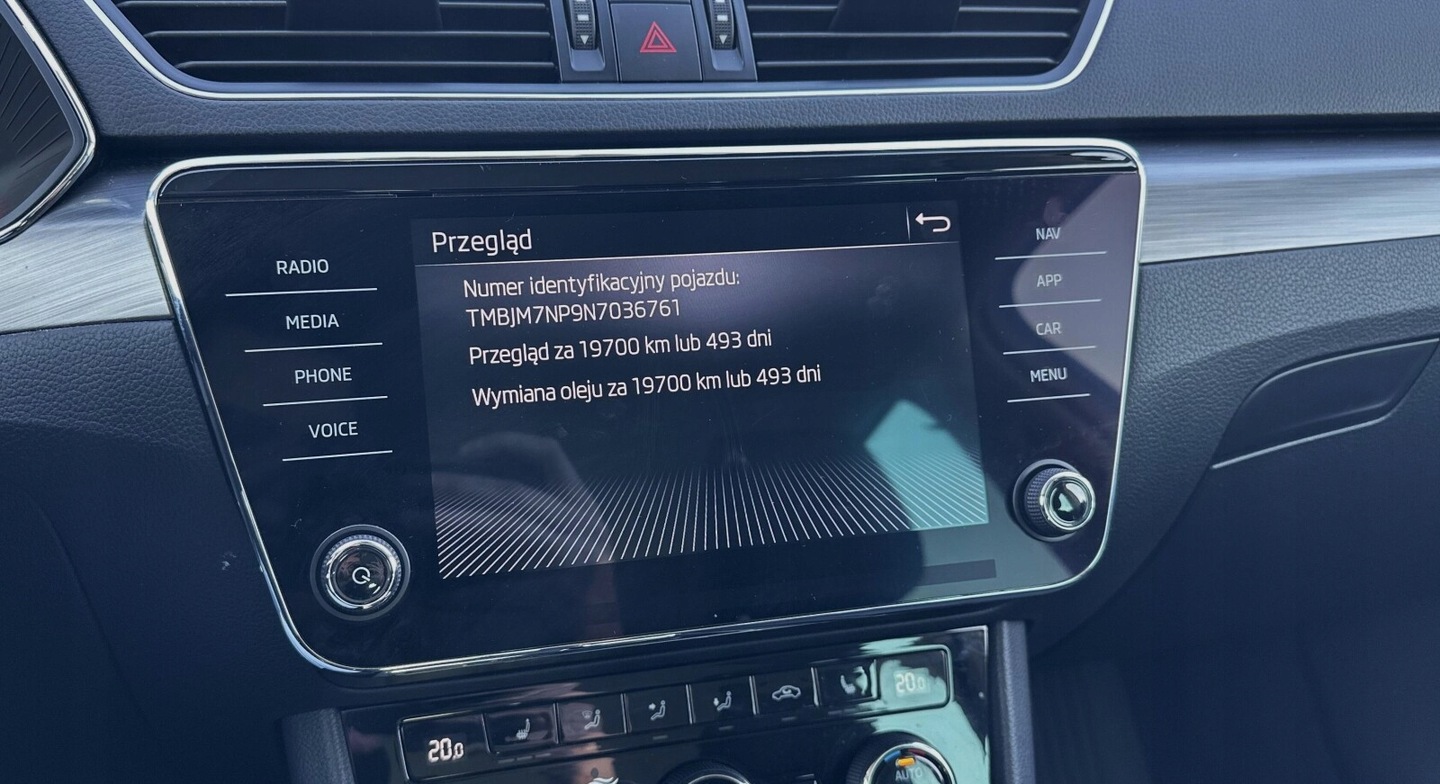 Przegląd
Numer identyfikacyjny pojazdu:
TMBJM7NP9N7036761
Przegląd za 19700 km lub 493 dni
Wymiana oleju za 19700 km lub 493 dni
RADIO
MEDIA
PHONE
VOICE
NAV
APP
CAR
MENU
20.0
20.0
AUTO